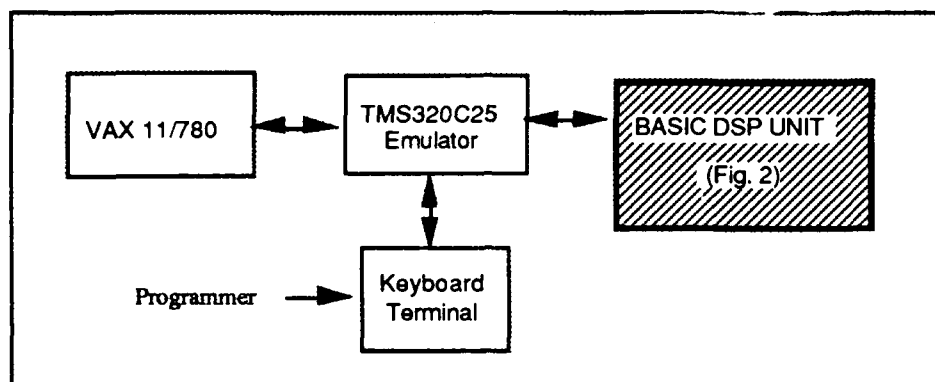 VAX 11/780
TMS320C25
Emulator
BASIC DSP UNIT
(Fig. 2)
Programmer
Keyboard
Terminal